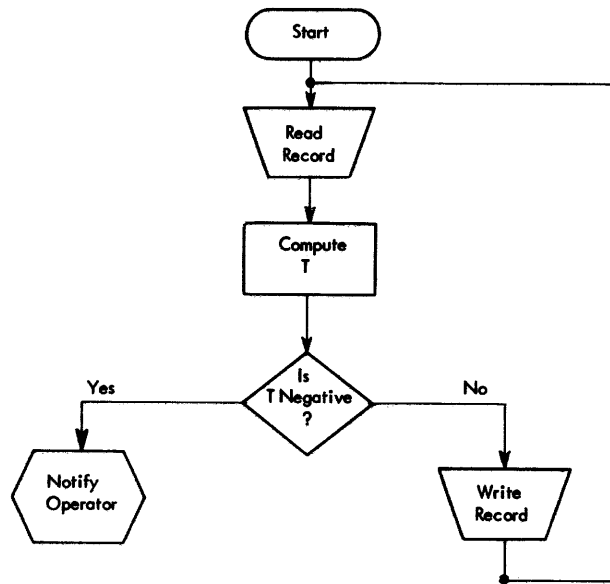 Start
Read
Record
Compute
T
Is
T Negative
?
Yes
No
Notify
Operator
Write
Record